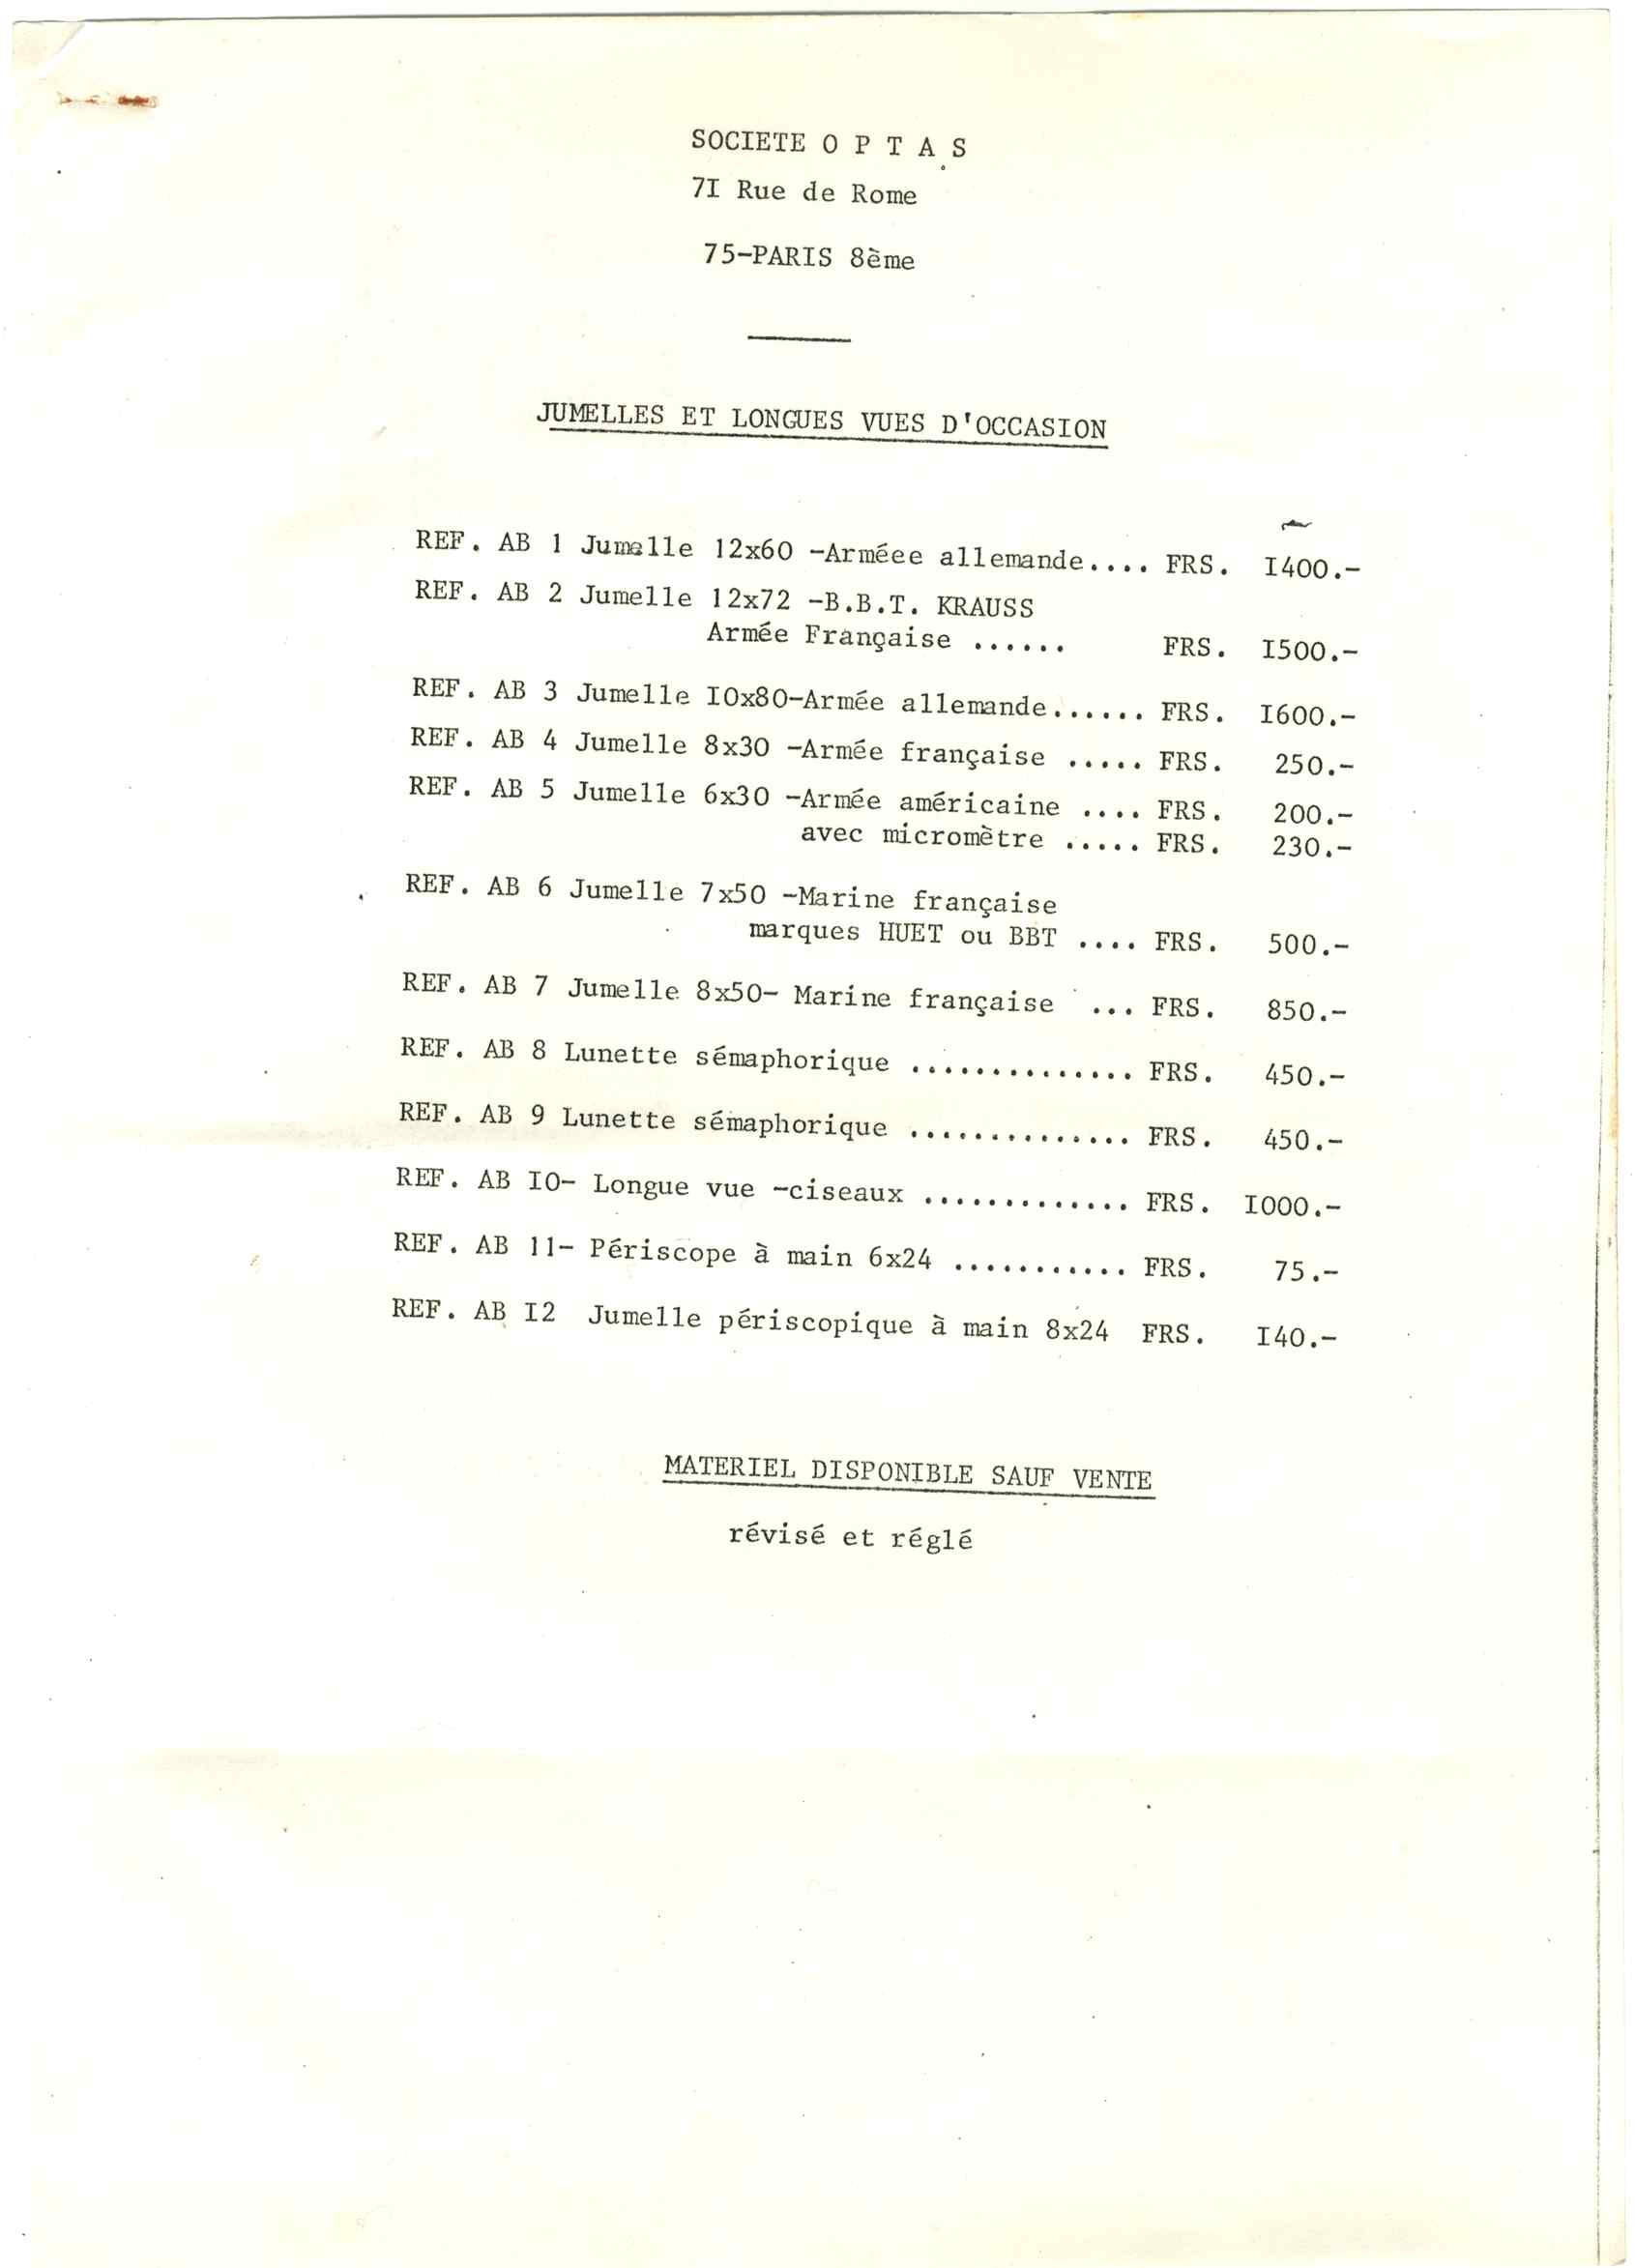 SOCIETE O P T A S
7I Rue de Rome
75-PARIS 8ème
JUMELLES ET LONGUES VUES D'OCCASION
REF. AB 1 Jumelle 12x60 -Arméee allemande.... FRS. I400.-
REF. AB 2 Jumelle 12x72 -B.B.T. KRAUSS
Armée Française ...... FRS. I500.-
REF. AB 3 Jumelle I0x80-Armée allemande...... FRS. I600.-
REF. AB 4 Jumelle 8x30 -Armée française ..... FRS. 250.-
REF. AB 5 Jumelle 6x30 -Armée américaine .... FRS. 200.-
avec micromètre ..... FRS. 230.-
REF. AB 6 Jumelle 7x50 -Marine française
marques HUET ou BBT .... FRS. 500.-
REF. AB 7 Jumelle 8x50- Marine française ... FRS. 850.-
REF. AB 8 Lunette sémaphorique .............. FRS. 450.-
REF. AB 9 Lunette sémaphorique .............. FRS. 450.-
REF. AB I0- Longue vue -ciseaux ............. FRS. I000.-
REF. AB 11- Périscope à main 6x24 ........... FRS. 75.-
REF. AB I2 Jumelle périscopique à main 8x24 FRS. I40.-
MATERIEL DISPONIBLE SAUF VENTE
révisé et réglé